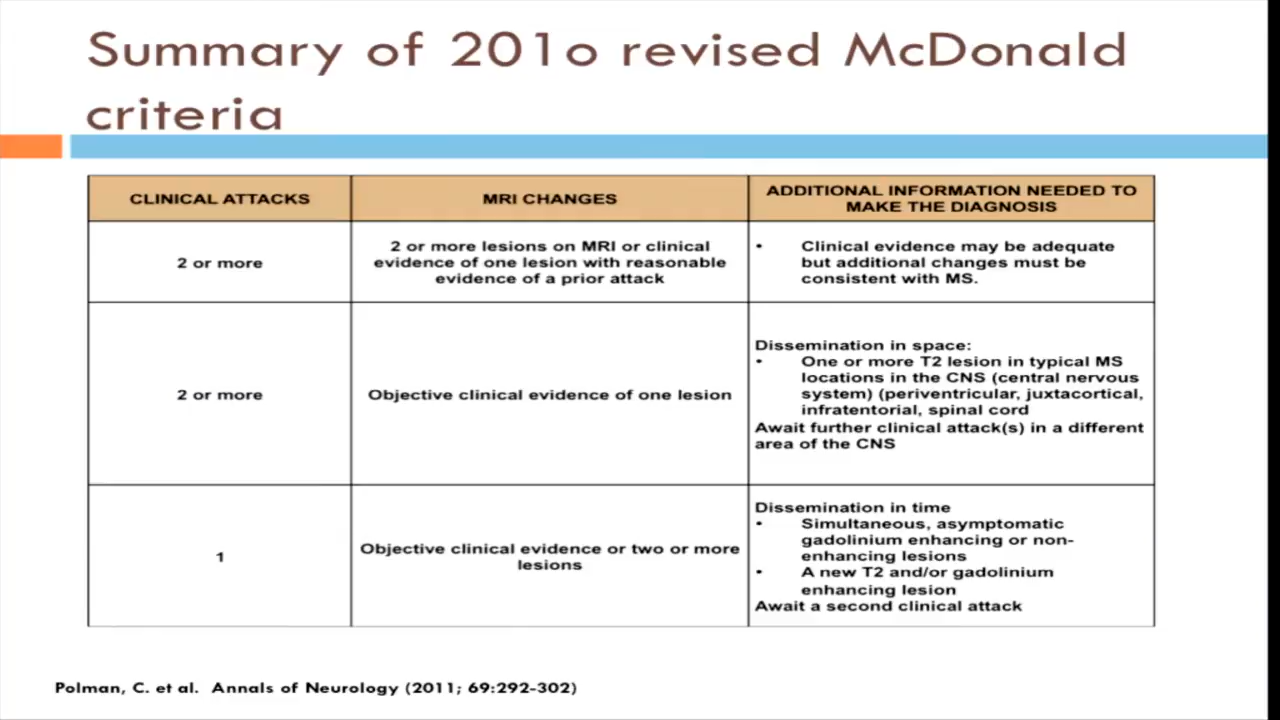 Summary of 201o revised McDonald
criteria
CLINICAL ATTACKS
MRI CHANGES
ADDITIONAL INFORMATION NEEDED TO
MAKE THE DIAGNOSIS
2 or more
2 or more lesions on MRI or clinical
evidence of one lesion with reasonable
evidence of a prior attack
• Clinical evidence may be adequate
but additional changes must be
consistent with MS.
2 or more
Objective clinical evidence of one lesion
Dissemination in space:
• One or more T2 lesion in typical MS
locations in the CNS (central nervous
system) (periventricular, juxtacortical,
infratentorial, spinal cord
Await further clinical attack(s) in a different
area of the CNS
1
Objective clinical evidence or two or more
lesions
Dissemination in time
• Simultaneous, asymptomatic
gadolinium enhancing or non-
enhancing lesions
• A new T2 and/or gadolinium
enhancing lesion
Await a second clinical attack
Polman, C. et al. Annals of Neurology (2011; 69:292-302)